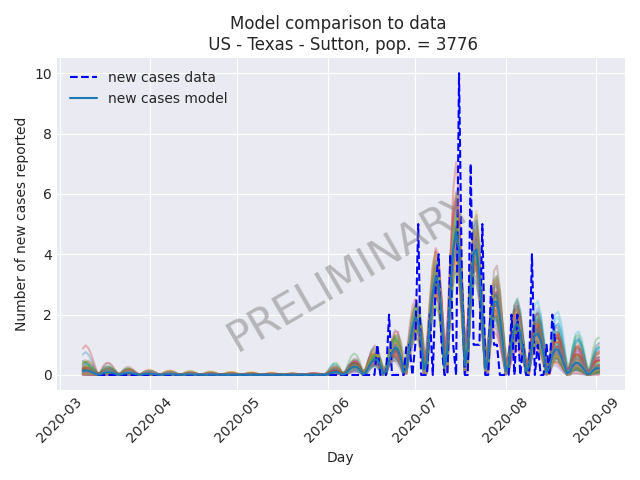 Model comparison to data
US - Texas - Sutton, pop. = 3776
new cases data
new cases model
PRELIMINARY
Number of new cases reported
10
8
6
4
2
0
2020-03
2020-04
2020-05
2020-06
2020-07
2020-08
2020-09
Day